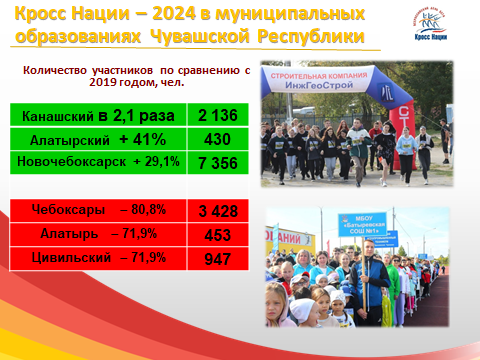 Кросс Нации – 2024 в муниципальных
образованиях Чувашской Республики
Кросс Нации
Количество участников по сравнению с
2019 годом, чел.
Канашский в 2,1 раза 2 136
Алатырский + 41% 430
Новочебоксарск + 29,1% 7 356
Чебоксары – 80,8% 3 428
Алатырь – 71,9% 453
Цивильский – 71,9% 947
СТРОИТЕЛЬНАЯ КОМПАНИЯ
ИнжГеоСтрой
МБОУ
«Батыревская
СОШ №1»